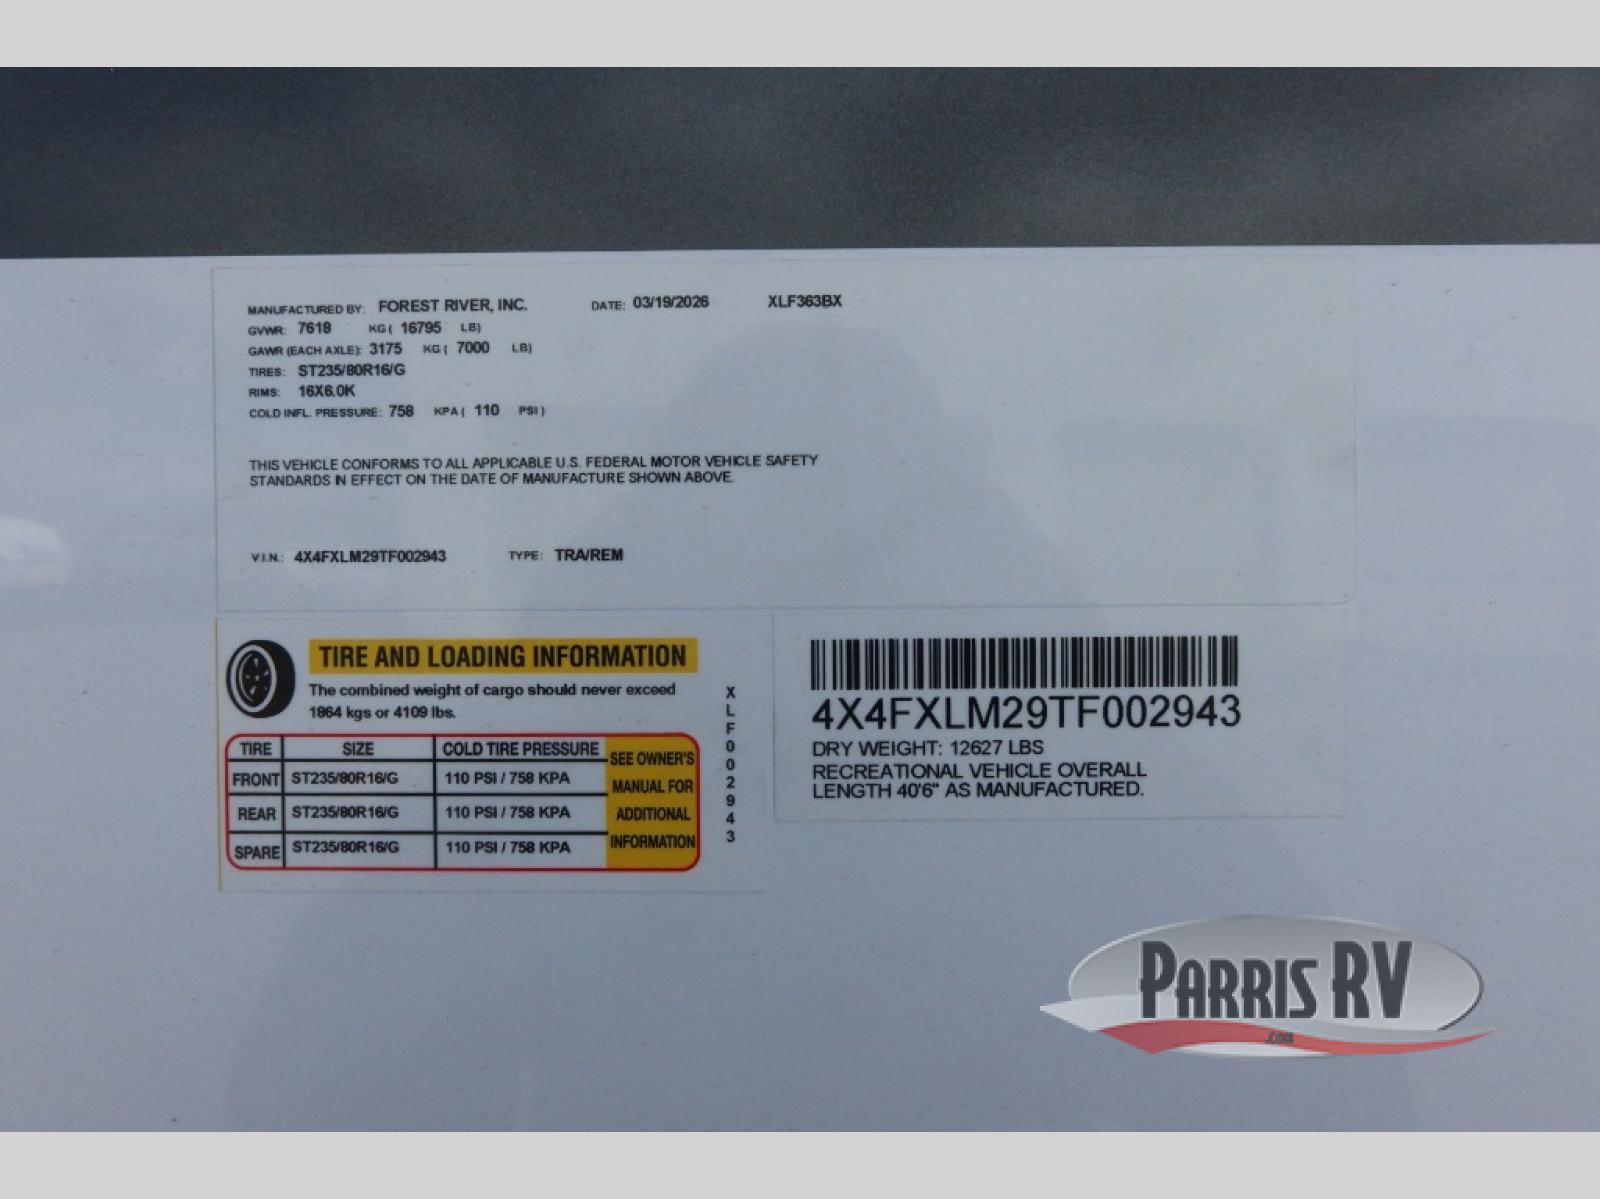 MANUFACTURED BY: FOREST RIVER, INC. DATE: 03/19/2026 XLF363BX
GVWR: 7618 KG ( 16795 LB)
GAWR (EACH AXLE): 3175 KG ( 7000 LB)
TIRES: ST235/80R16/G
RIMS: 16X6.0K
COLD INFL. PRESSURE: 758 KPA ( 110 PSI )
THIS VEHICLE CONFORMS TO ALL APPLICABLE U.S. FEDERAL MOTOR VEHICLE SAFETY
STANDARDS IN EFFECT ON THE DATE OF MANUFACTURE SHOWN ABOVE.
V.I.N.: 4X4FXLM29TF002943 TYPE: TRA/REM
TIRE AND LOADING INFORMATION
The combined weight of cargo should never exceed
1864 kgs or 4109 lbs.
TIRE SIZE COLD TIRE PRESSURE
FRONT ST235/80R16/G 110 PSI / 758 KPA
REAR ST235/80R16/G 110 PSI / 758 KPA
SPARE ST235/80R16/G 110 PSI / 758 KPA
SEE OWNER'S
MANUAL FOR
ADDITIONAL
INFORMATION
XLF002943
4X4FXLM29TF002943
DRY WEIGHT: 12627 LBS
RECREATIONAL VEHICLE OVERALL
LENGTH 40'6" AS MANUFACTURED.
PARRIS RV
.COM